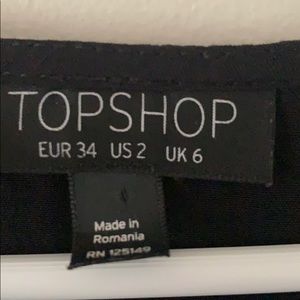 TOPSHOP
EUR 34 US 2 UK 6
Made in
Romania
RN 125149